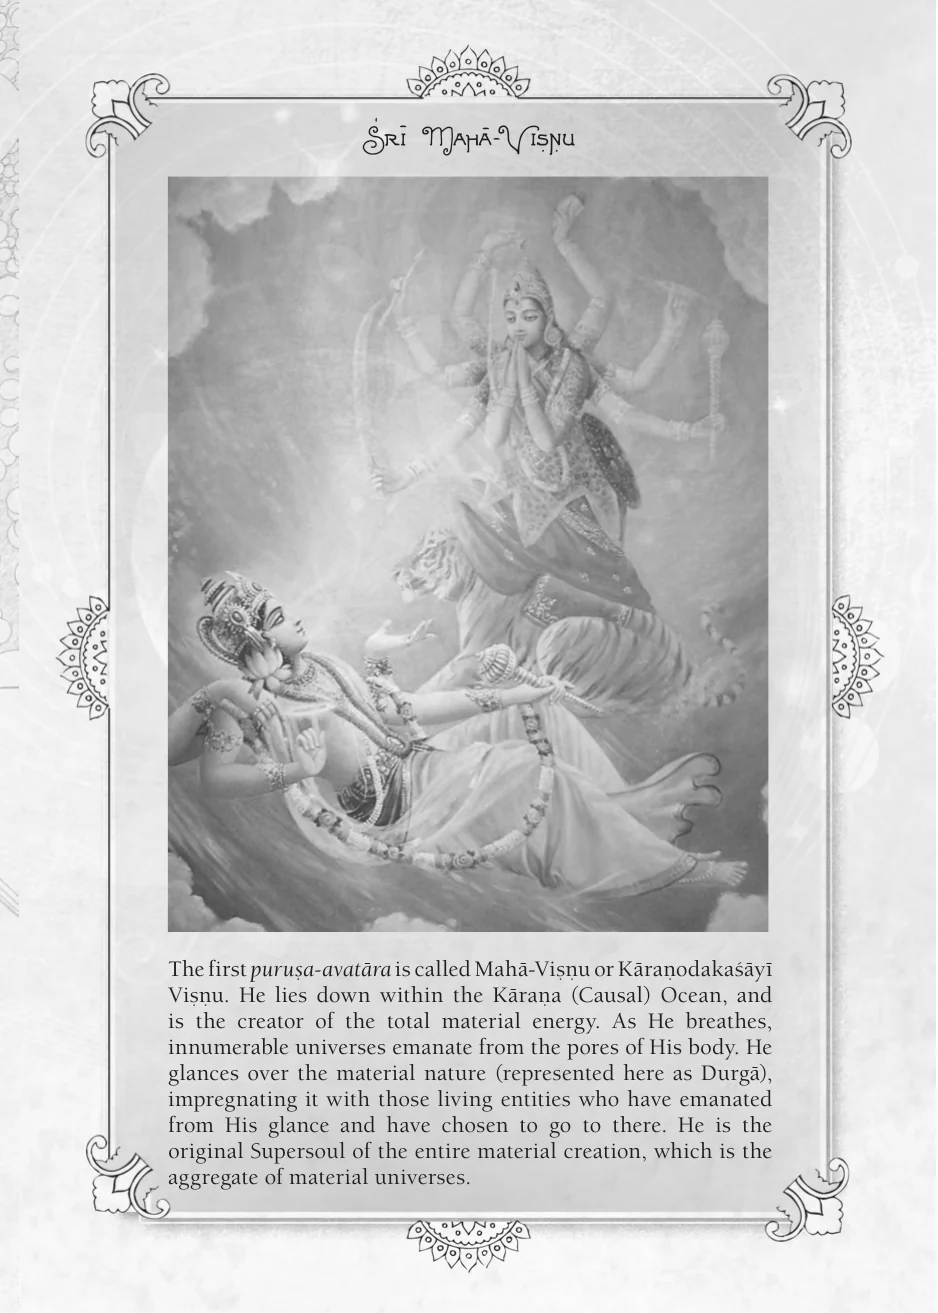 Śrī Mahā-Viṣṇu
The first puruṣa-avatāra is called Mahā-Viṣṇu or Kāraṇodakaśāyī
Viṣṇu. He lies down within the Kāraṇa (Causal) Ocean, and
is the creator of the total material energy. As He breathes,
innumerable universes emanate from the pores of His body. He
glances over the material nature (represented here as Durgā),
impregnating it with those living entities who have emanated
from His glance and have chosen to go to there. He is the
original Supersoul of the entire material creation, which is the
aggregate of material universes.